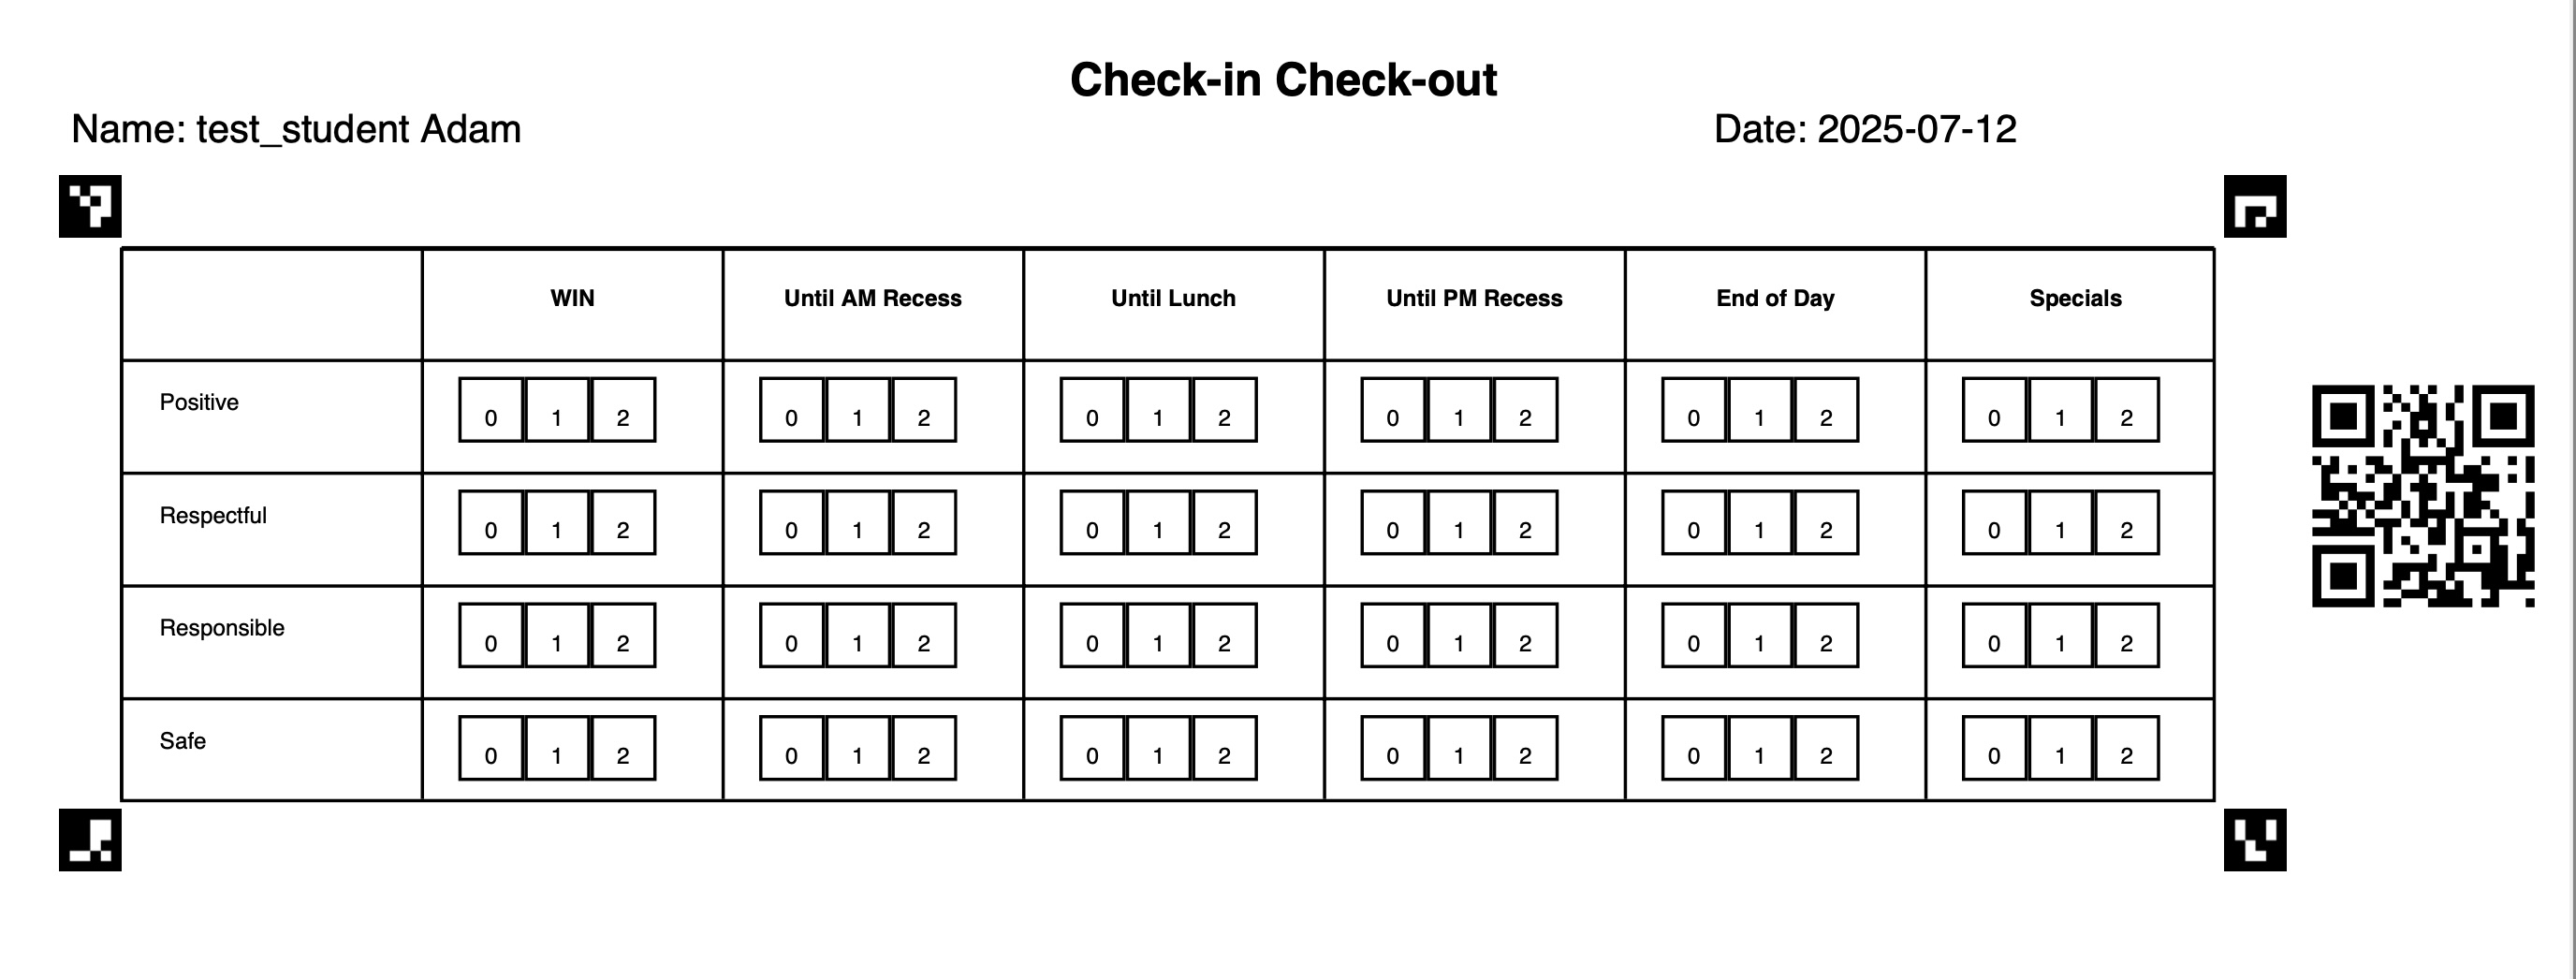 Check-in Check-out
Name: test_student Adam Date: 2025-07-12
WIN Until AM Recess Until Lunch Until PM Recess End of Day Specials
Positive 0 1 2 0 1 2 0 1 2 0 1 2 0 1 2 0 1 2
Respectful 0 1 2 0 1 2 0 1 2 0 1 2 0 1 2 0 1 2
Responsible 0 1 2 0 1 2 0 1 2 0 1 2 0 1 2 0 1 2
Safe 0 1 2 0 1 2 0 1 2 0 1 2 0 1 2 0 1 2